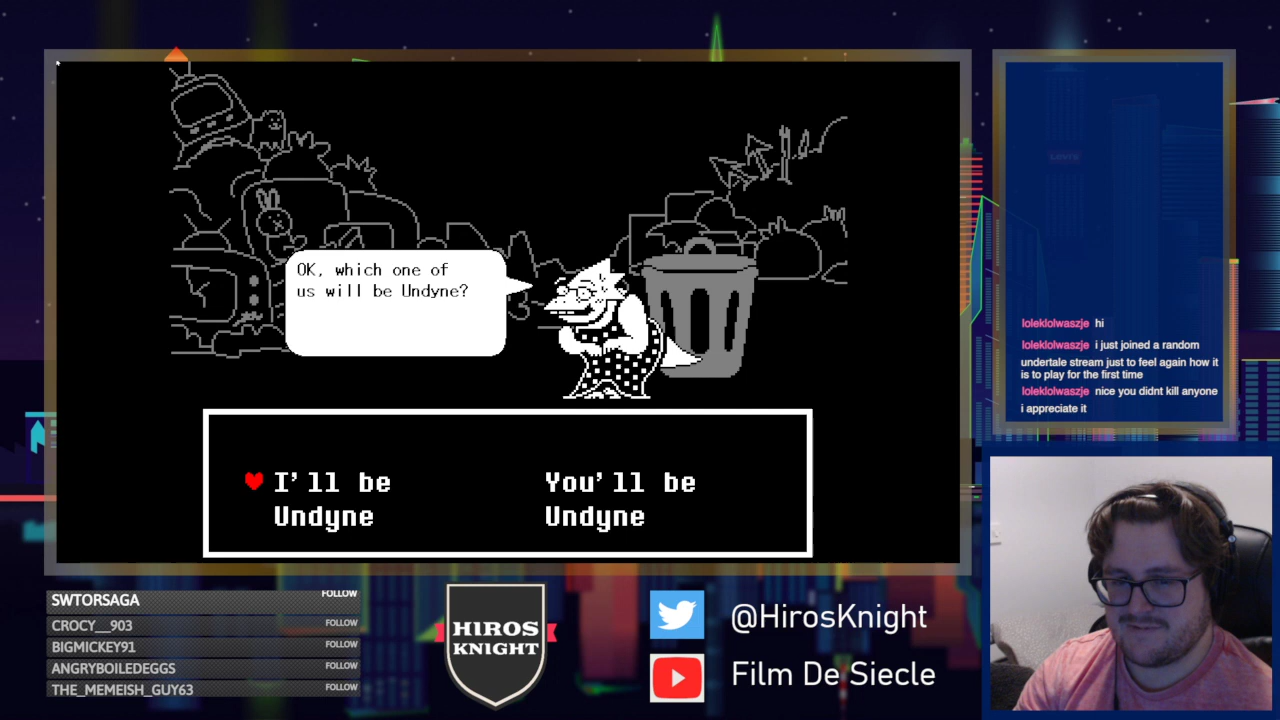 OK, which one of
us will be Undyne?
I'll be
Undyne
You'll be
Undyne
loleklolwaszje hi
loleklolwaszje i just joined a random
undertale stream just to feel again how it
is to play for the first time
loleklolwaszje nice you didnt kill anyone
i appreciate it
SWTORSAGA FOLLOW
CROCY__903 FOLLOW
BIGMICKEY91 FOLLOW
ANGRYBOILEDEGGS FOLLOW
THE_MEMEISH_GUY63 FOLLOW
HIROS
KNIGHT
@HirosKnight
Film De Siecle